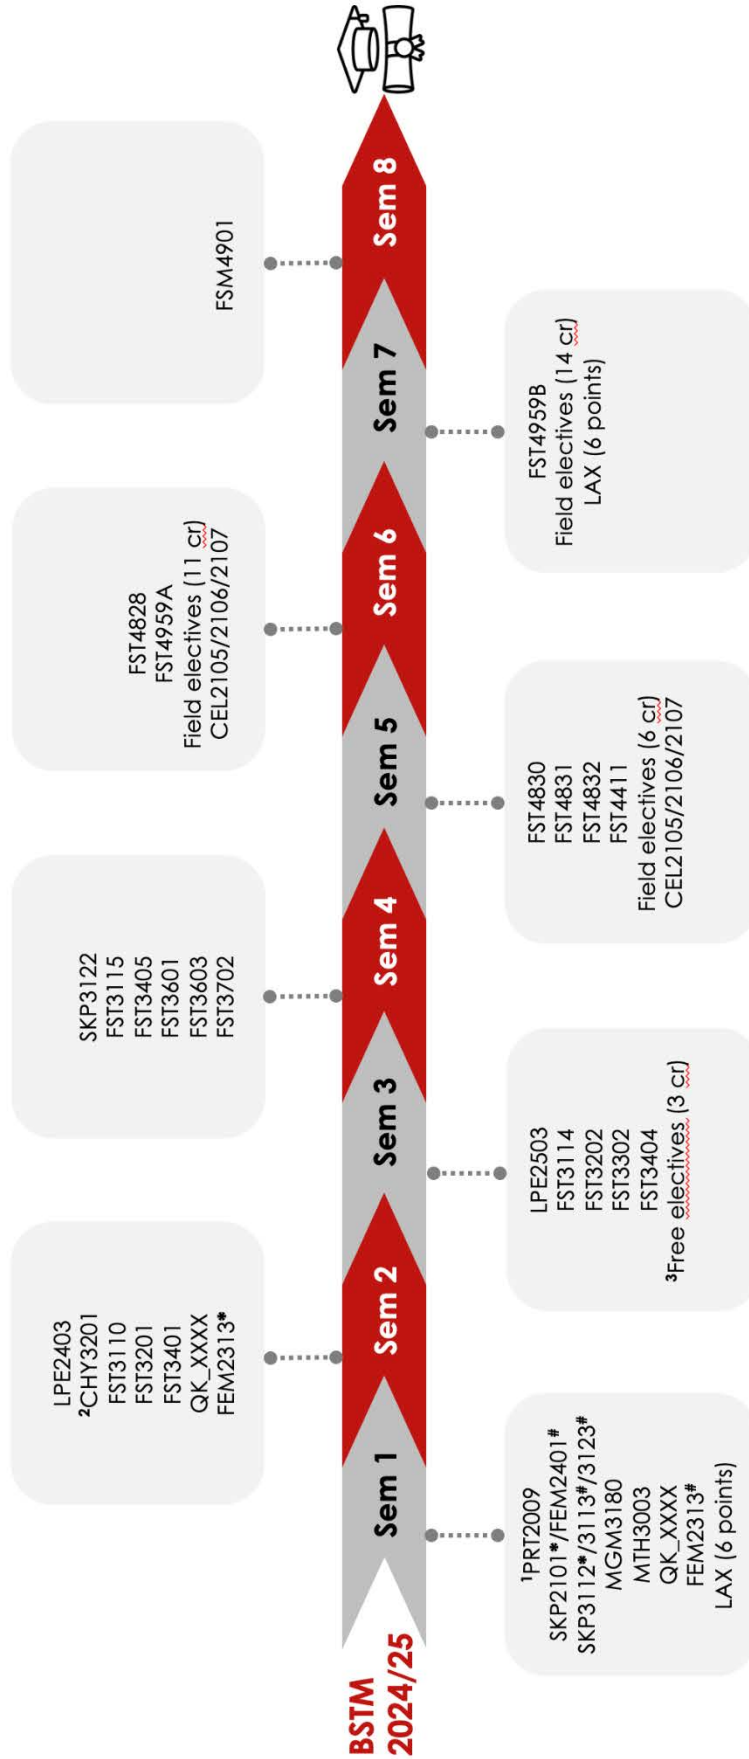 BSTM
2024/25
Sem 1
Sem 2
Sem 3
Sem 4
Sem 5
Sem 6
Sem 7
Sem 8
¹PRT2009
SKP2101*/FEM2401#
SKP3112*/3113#/3123#
MGM3180
MTH3003
QK_XXXX
FEM2313#
LAX (6 points)
LPE2403
²CHY3201
FST3110
FST3201
FST3401
QK_XXXX
FEM2313*
LPE2503
FST3114
FST3202
FST3302
FST3404
³Free electives (3 cr)
SKP3122
FST3115
FST3405
FST3601
FST3603
FST3702
FST4830
FST4831
FST4832
FST4411
Field electives (6 cr)
CEL2105/2106/2107
FST4828
FST4959A
Field electives (11 cr)
CEL2105/2106/2107
FST4959B
Field electives (14 cr)
LAX (6 points)
FSM4901